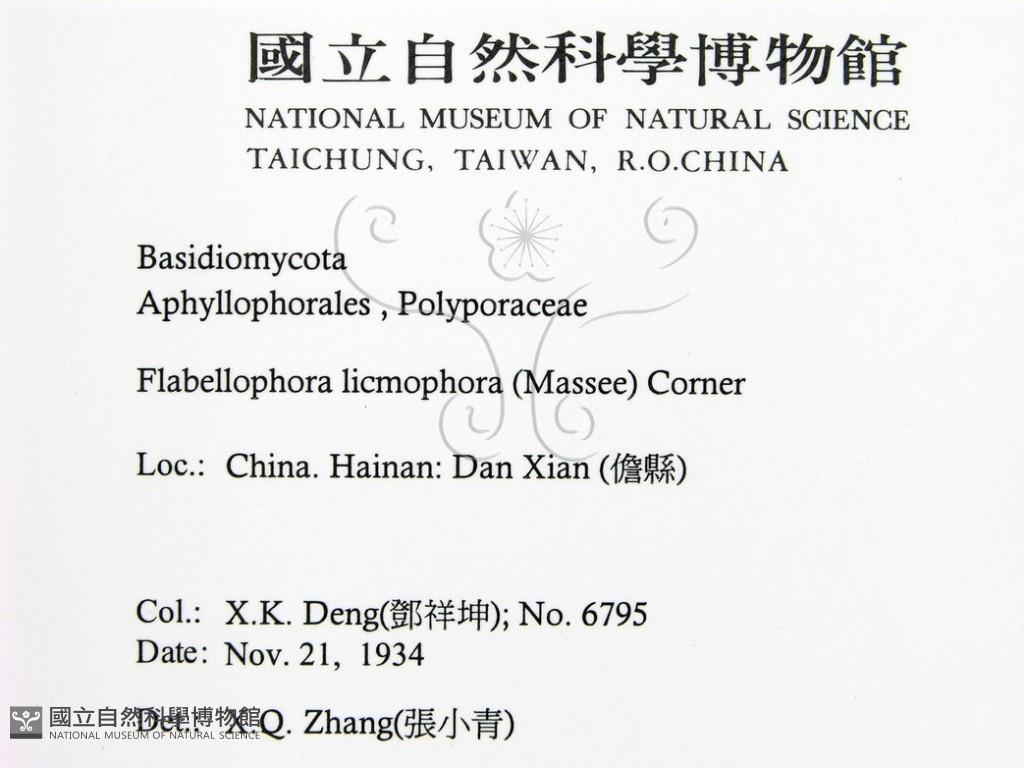 國立自然科學博物館
NATIONAL MUSEUM OF NATURAL SCIENCE
TAICHUNG, TAIWAN, R.O.CHINA
Basidiomycota
Aphyllophorales , Polyporaceae
Flabellophora licmophora (Massee) Corner
Loc.: China. Hainan: Dan Xian (儋縣)
Col.: X.K. Deng(鄧祥坤); No. 6795
Date: Nov. 21, 1934
Det.: X.Q. Zhang(張小青)
國立自然科學博物館
NATIONAL MUSEUM OF NATURAL SCIENCE